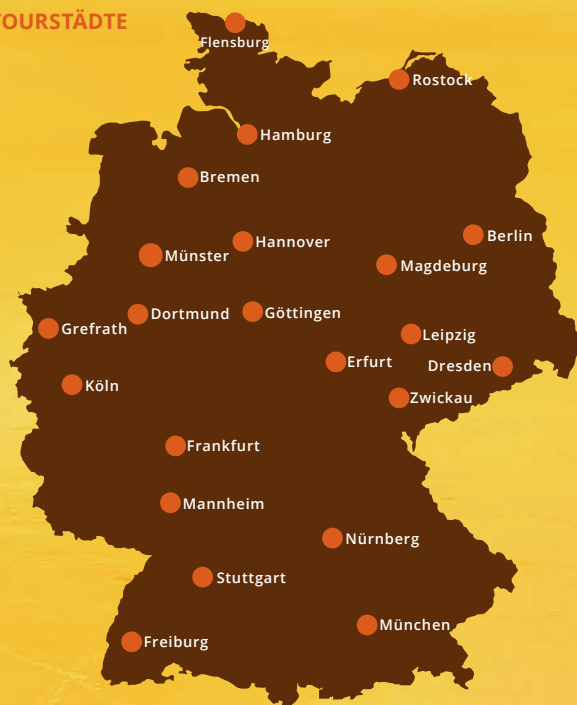 TOURSTÄDTE
Flensburg
Rostock
Hamburg
Bremen
Berlin
Hannover
Münster
Magdeburg
Dortmund
Göttingen
Grefrath
Leipzig
Erfurt
Dresden
Köln
Zwickau
Frankfurt
Mannheim
Nürnberg
Stuttgart
München
Freiburg